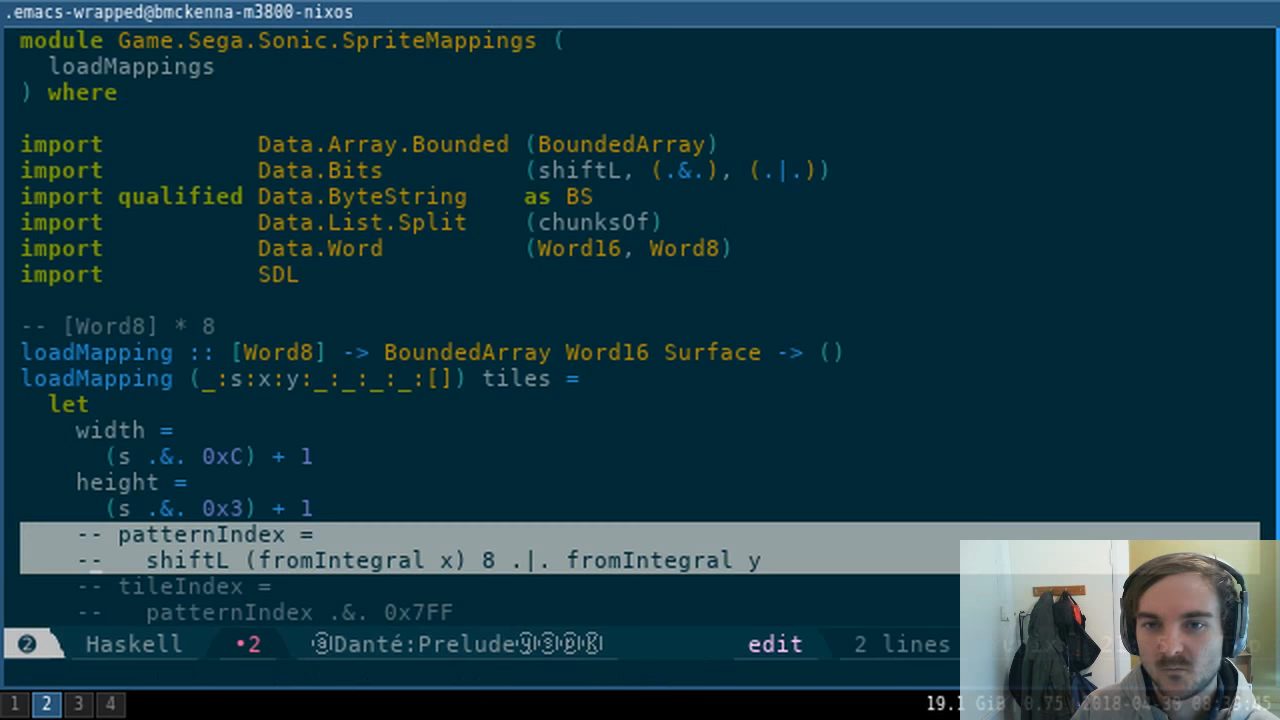 .emacs-wrapped@bmckenna-m3800-nixos
module Game.Sega.Sonic.SpriteMappings (
  loadMappings
) where
import           Data.Array.Bounded (BoundedArray)
import           Data.Bits          (shiftL, (.&.), (.|.))
import qualified Data.ByteString    as BS
import           Data.List.Split    (chunksOf)
import           Data.Word          (Word16, Word8)
import           SDL
-- [Word8] * 8
loadMapping :: [Word8] -> BoundedArray Word16 Surface -> ()
loadMapping (_:s:x:y:_:_:_:_:[]) tiles =
  let
    width =
      (s .&. 0xC) + 1
    height =
      (s .&. 0x3) + 1
    -- patternIndex =
    --   shiftL (fromIntegral x) 8 .|. fromIntegral y
    -- tileIndex =
    --   patternIndex .&. 0x7FF
2 Haskell •2 Danté:Prelude edit 2 lines
1 2 3 4 19.1 GiB 0.75